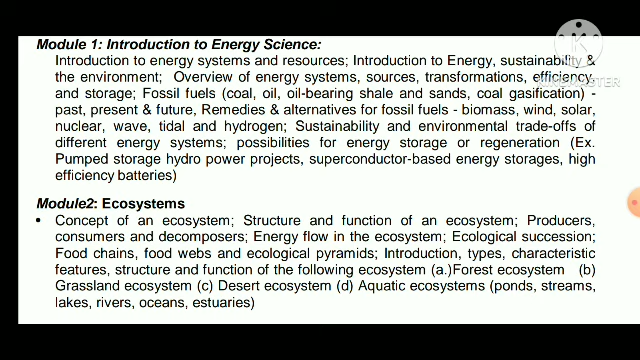 Module 1: Introduction to Energy Science:
Introduction to energy systems and resources; Introduction to Energy, sustainability &
the environment; Overview of energy systems, sources, transformations, efficiency,
and storage; Fossil fuels (coal, oil, oil-bearing shale and sands, coal gasification) -
past, present & future, Remedies & alternatives for fossil fuels - biomass, wind, solar,
nuclear, wave, tidal and hydrogen; Sustainability and environmental trade-offs of
different energy systems; possibilities for energy storage or regeneration (Ex.
Pumped storage hydro power projects, superconductor-based energy storages, high
efficiency batteries)
Module2: Ecosystems
• Concept of an ecosystem; Structure and function of an ecosystem; Producers,
consumers and decomposers; Energy flow in the ecosystem; Ecological succession;
Food chains, food webs and ecological pyramids; Introduction, types, characteristic
features, structure and function of the following ecosystem (a.)Forest ecosystem (b)
Grassland ecosystem (c) Desert ecosystem (d) Aquatic ecosystems (ponds, streams,
lakes, rivers, oceans, estuaries)
K
KINEMASTER